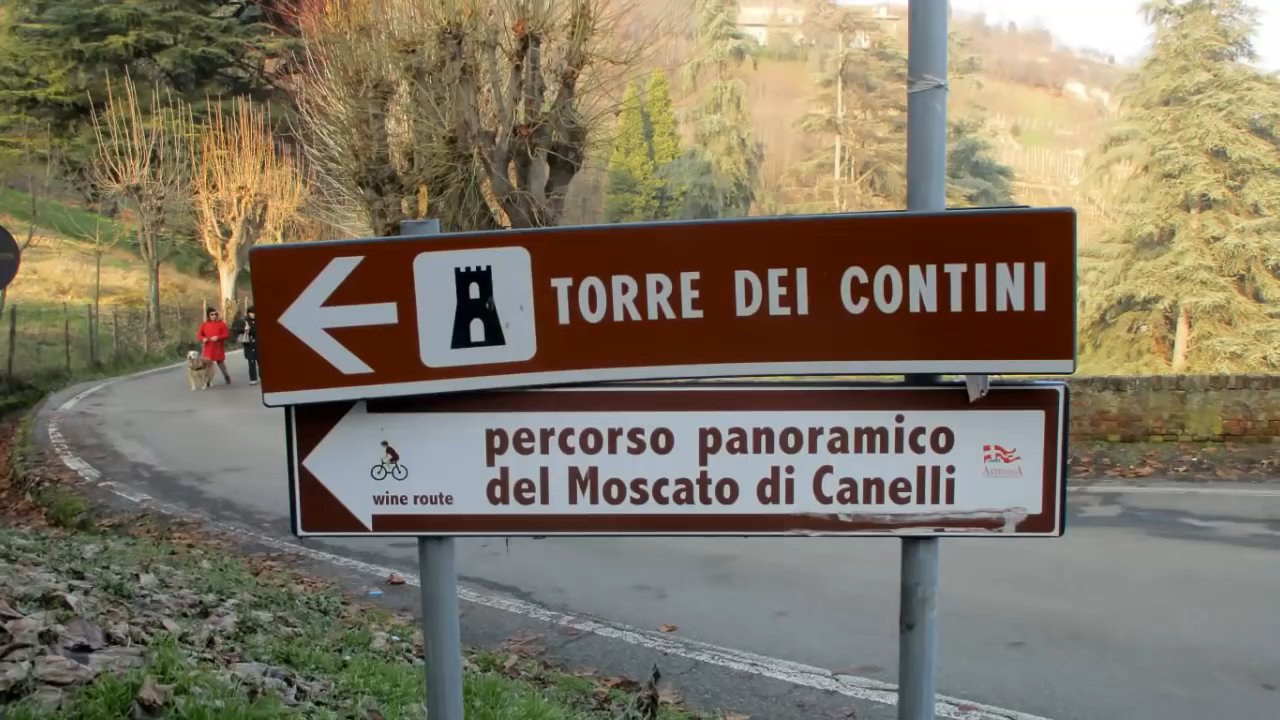 TORRE DEI CONTINI
percorso panoramico
del Moscato di Canelli
wine route